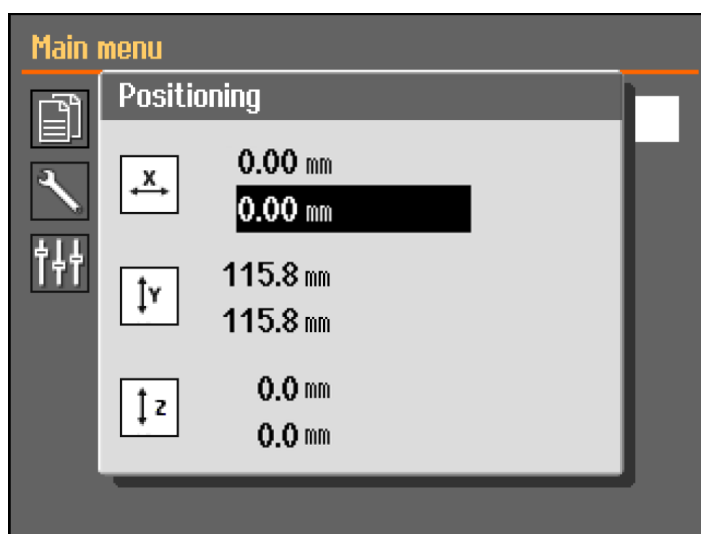 Main menu
Positioning
X
0.00 mm
0.00 mm
Y
115.8 mm
115.8 mm
Z
0.0 mm
0.0 mm